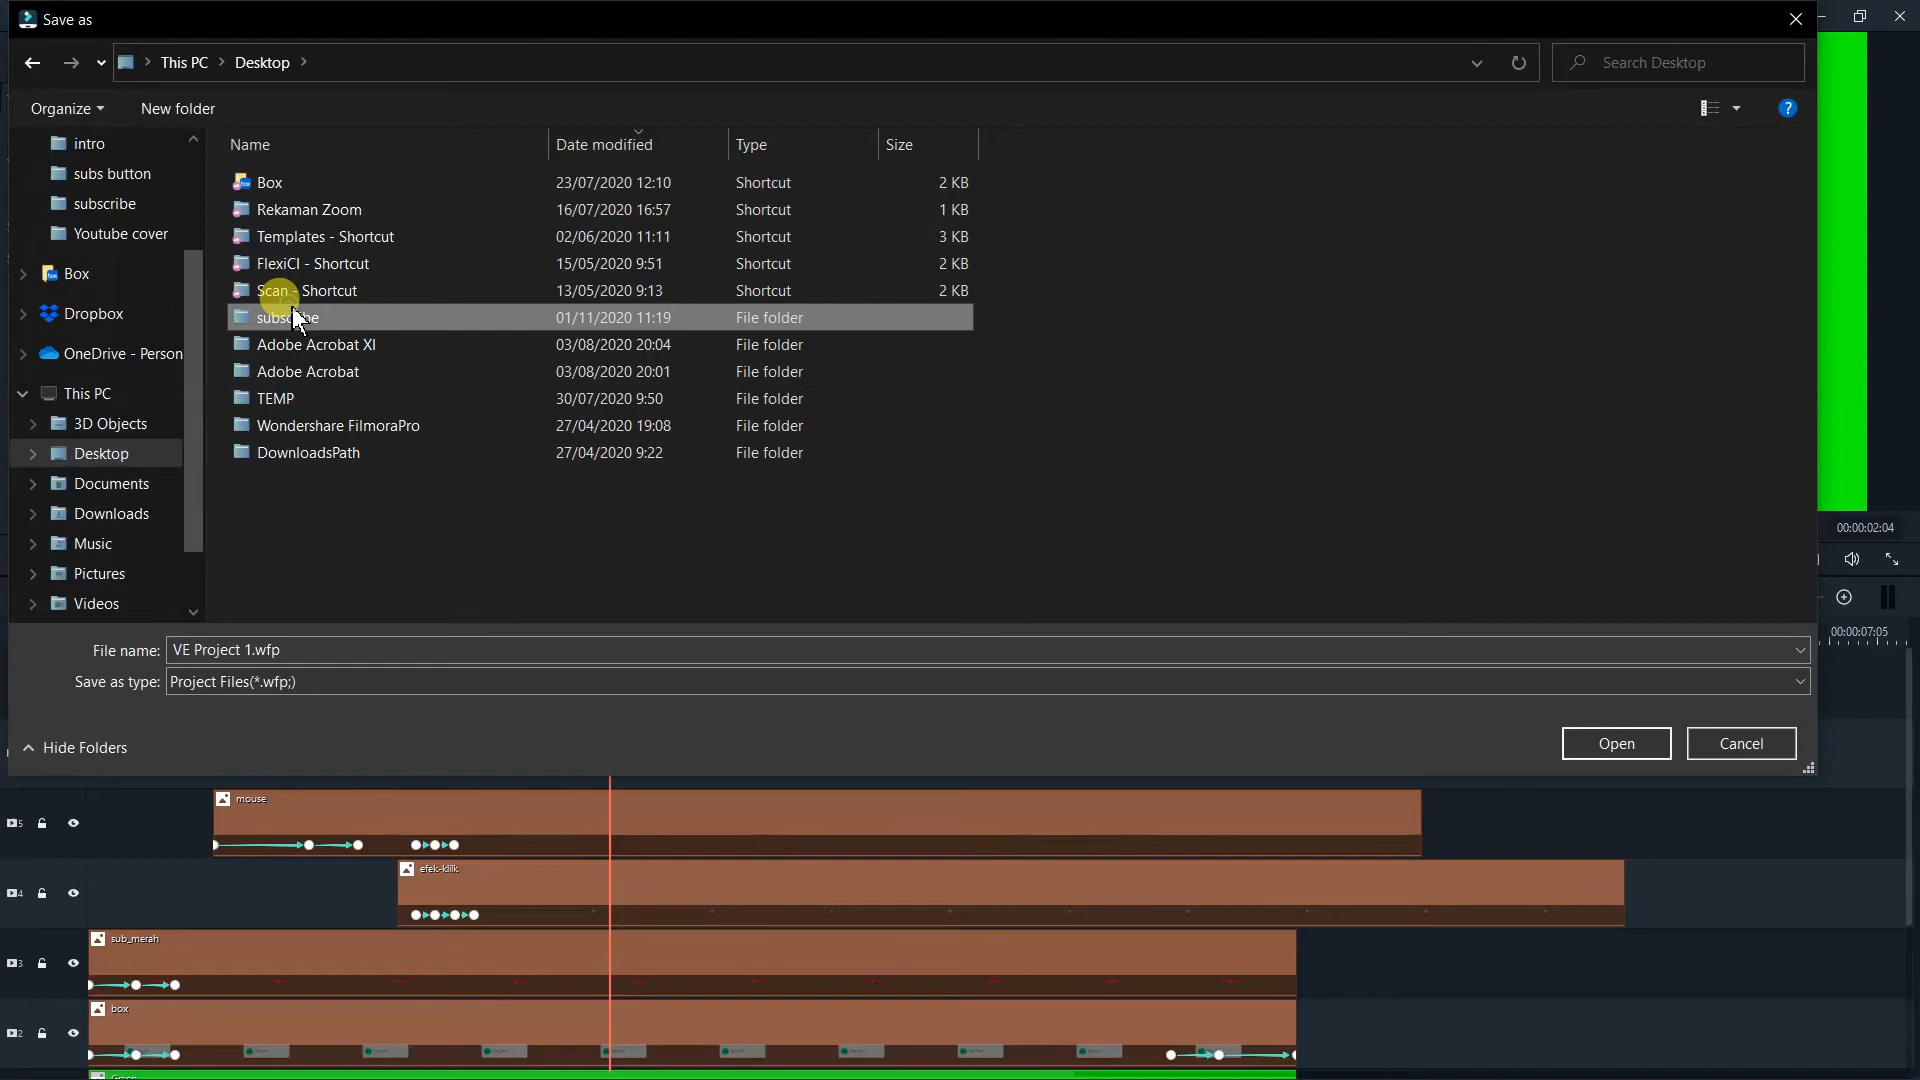 Save as
This PC Desktop
Search Desktop
Organize New folder
Name Date modified Type Size
intro
subs button
subscribe
Youtube cover
Box
Dropbox
OneDrive - Person
This PC
3D Objects
Desktop
Documents
Downloads
Music
Pictures
Videos
Box 23/07/2020 12:10 Shortcut 2 KB
Rekaman Zoom 16/07/2020 16:57 Shortcut 1 KB
Templates - Shortcut 02/06/2020 11:11 Shortcut 3 KB
FlexiCI - Shortcut 15/05/2020 9:51 Shortcut 2 KB
Scan - Shortcut 13/05/2020 9:13 Shortcut 2 KB
subscribe 01/11/2020 11:19 File folder
Adobe Acrobat XI 03/08/2020 20:04 File folder
Adobe Acrobat 03/08/2020 20:01 File folder
TEMP 30/07/2020 9:50 File folder
Wondershare FilmoraPro 27/04/2020 19:08 File folder
DownloadsPath 27/04/2020 9:22 File folder
00:00:02:04
00:00:07:05
File name: VE Project 1.wfp
Save as type: Project Files(*.wfp;)
Hide Folders
Open Cancel
5 mouse
4 efek-klilk
3 sub_merah
2 box
Green